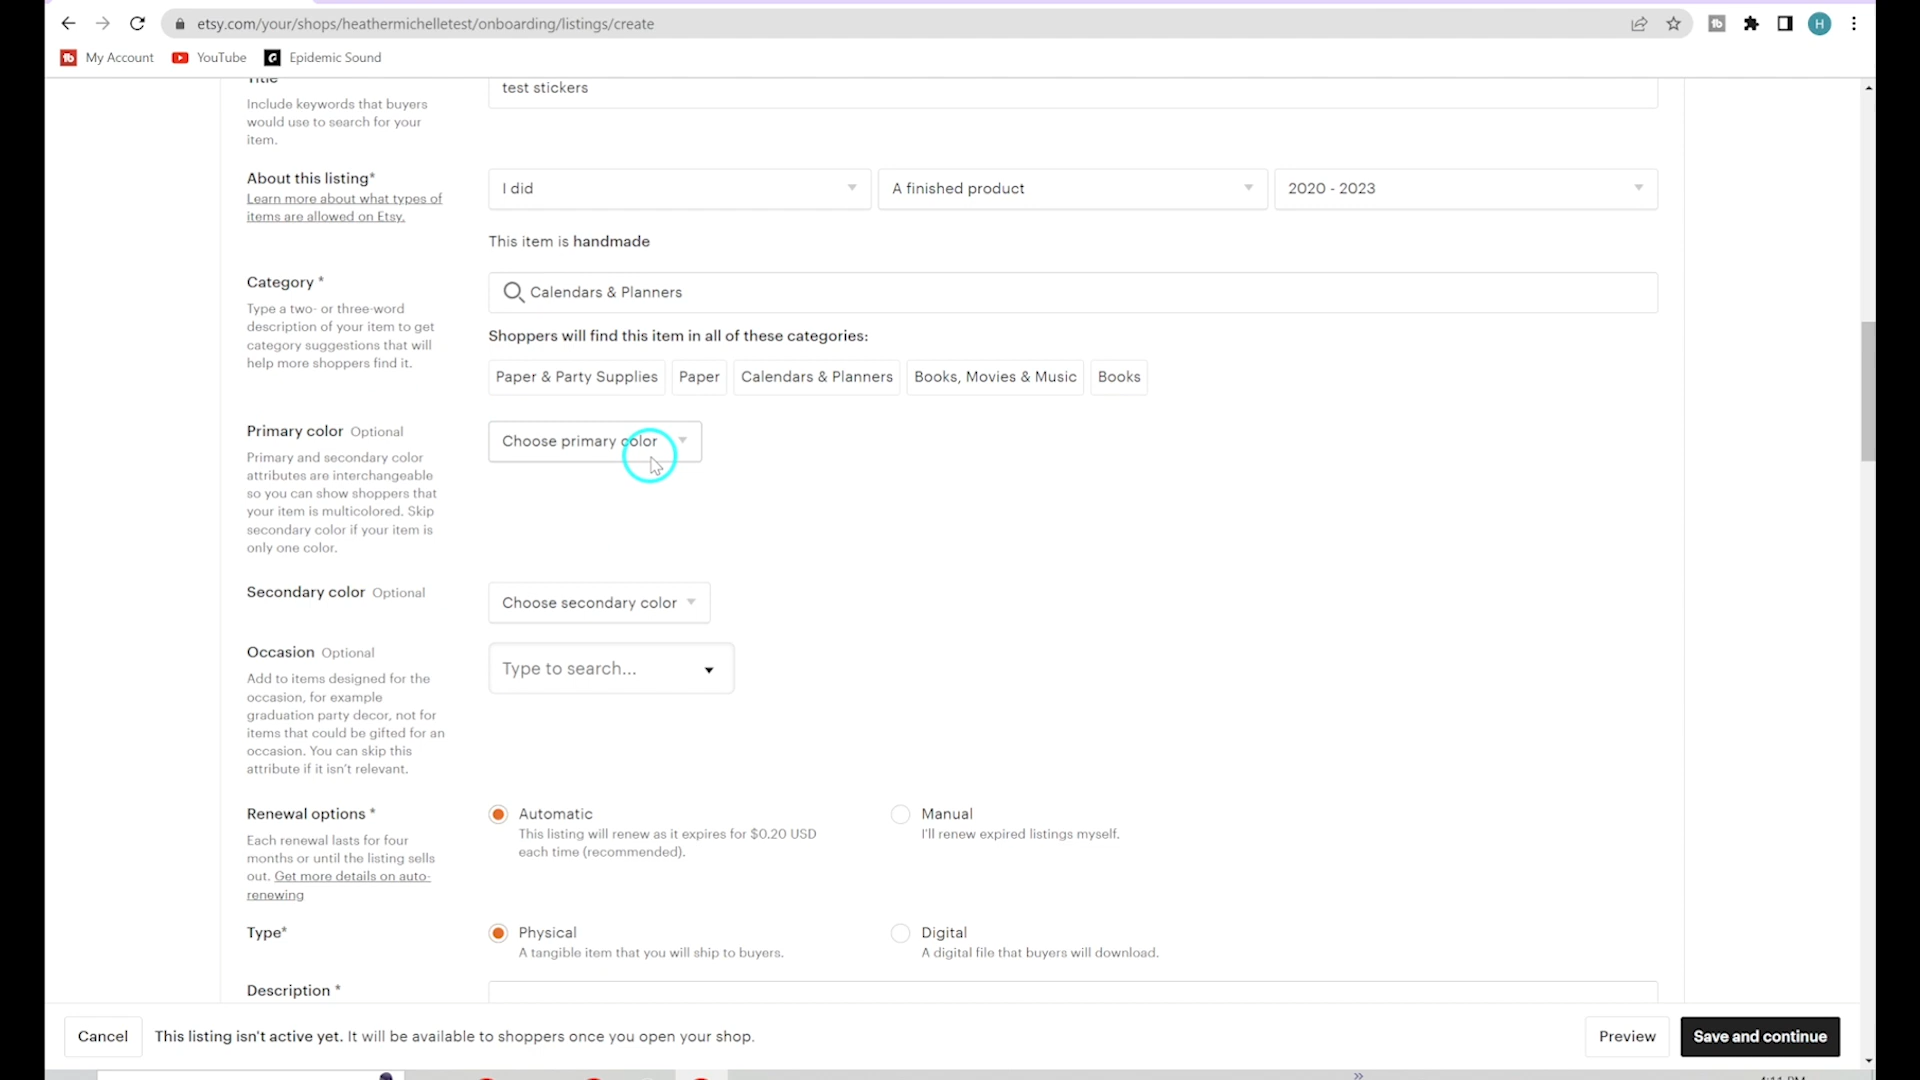 etsy.com/your/shops/heathermichelletest/onboarding/listings/create
H
My Account YouTube Epidemic Sound
Title
test stickers
Include keywords that buyers
would use to search for your
item.
About this listing*
Learn more about what types of
items are allowed on Etsy.
I did A finished product 2020 - 2023
This item is handmade
Category *
Type a two- or three-word
description of your item to get
category suggestions that will
help more shoppers find it.
Calendars & Planners
Shoppers will find this item in all of these categories:
Paper & Party Supplies Paper Calendars & Planners Books, Movies & Music Books
Primary color Optional
Primary and secondary color
attributes are interchangeable
so you can show shoppers that
your item is multicolored. Skip
secondary color if your item is
only one color.
Choose primary color
Secondary color Optional
Choose secondary color
Occasion Optional
Add to items designed for the
occasion, for example
graduation party decor, not for
items that could be gifted for an
occasion. You can skip this
attribute if it isn't relevant.
Type to search...
Renewal options *
Each renewal lasts for four
months or until the listing sells
out. Get more details on auto-
renewing
Automatic
This listing will renew as it expires for $0.20 USD
each time (recommended).
Manual
I'll renew expired listings myself.
Type*
Physical
A tangible item that you will ship to buyers.
Digital
A digital file that buyers will download.
Description *
Cancel This listing isn't active yet. It will be available to shoppers once you open your shop. Preview Save and continue
4:11 PM